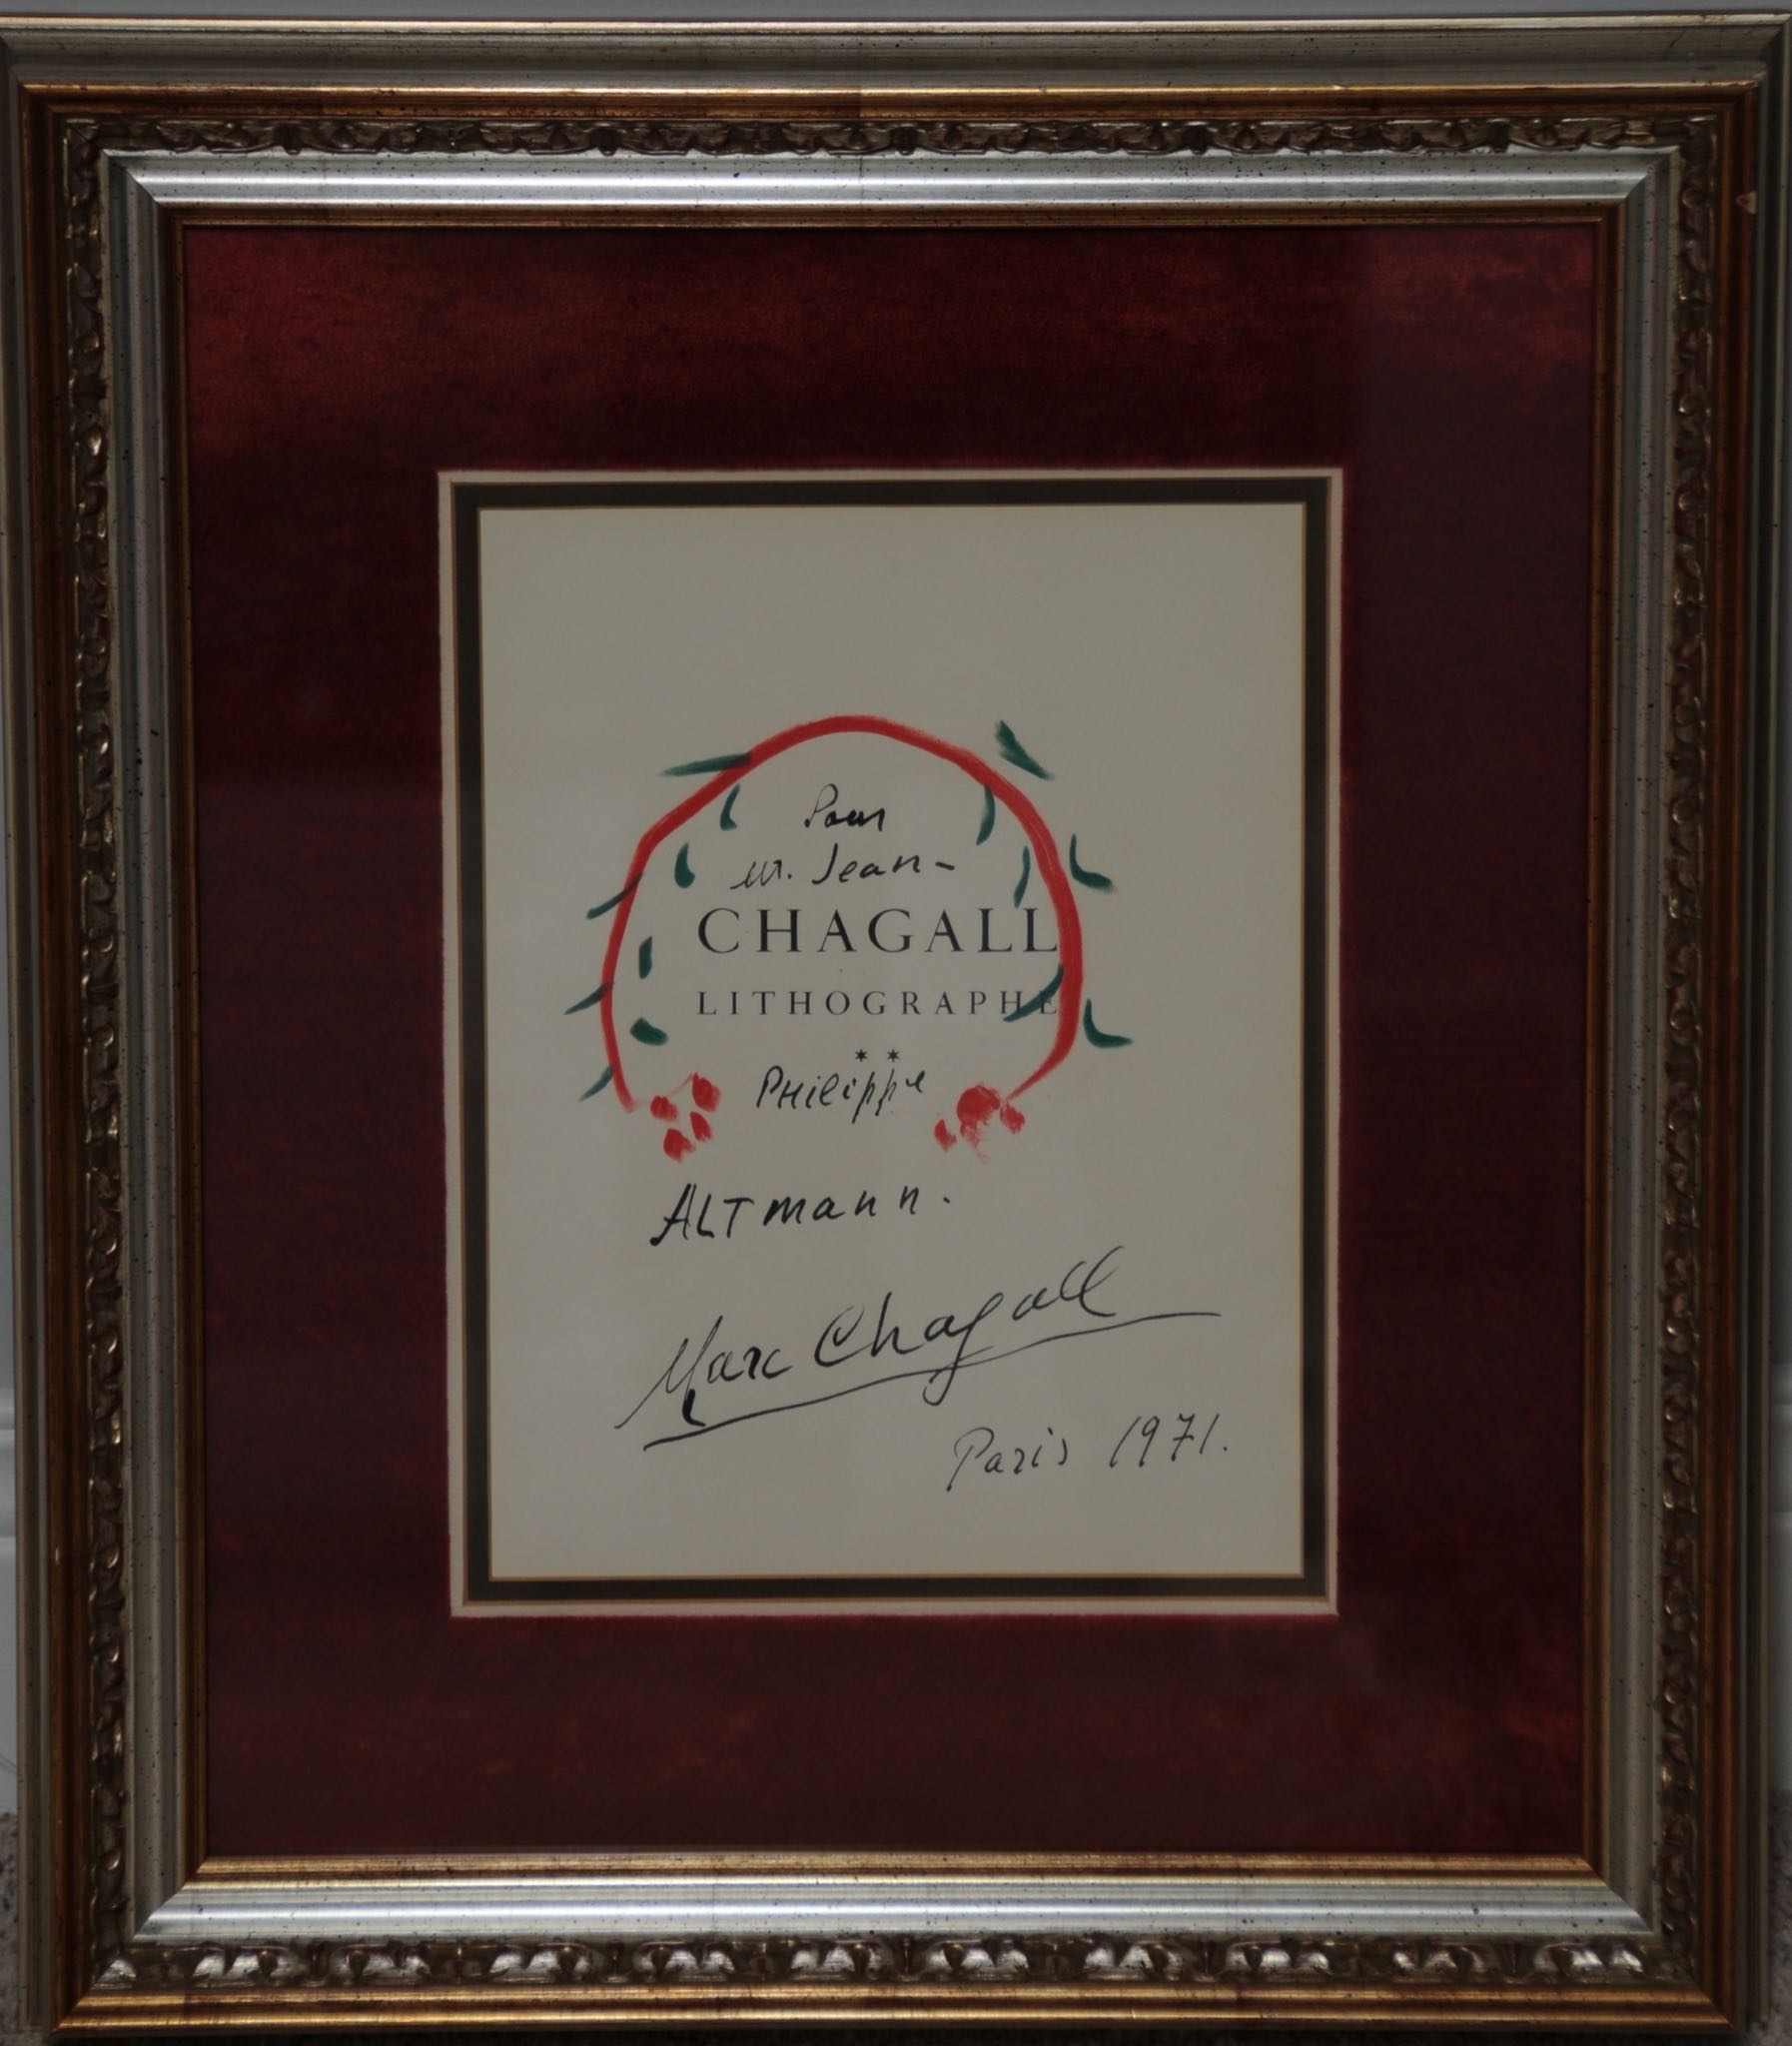 Pour
M. Jean-
CHAGALL
LITHOGRAPHE
* *
PHilippe
ALTmann.
Marc Chagall
Paris 1971.